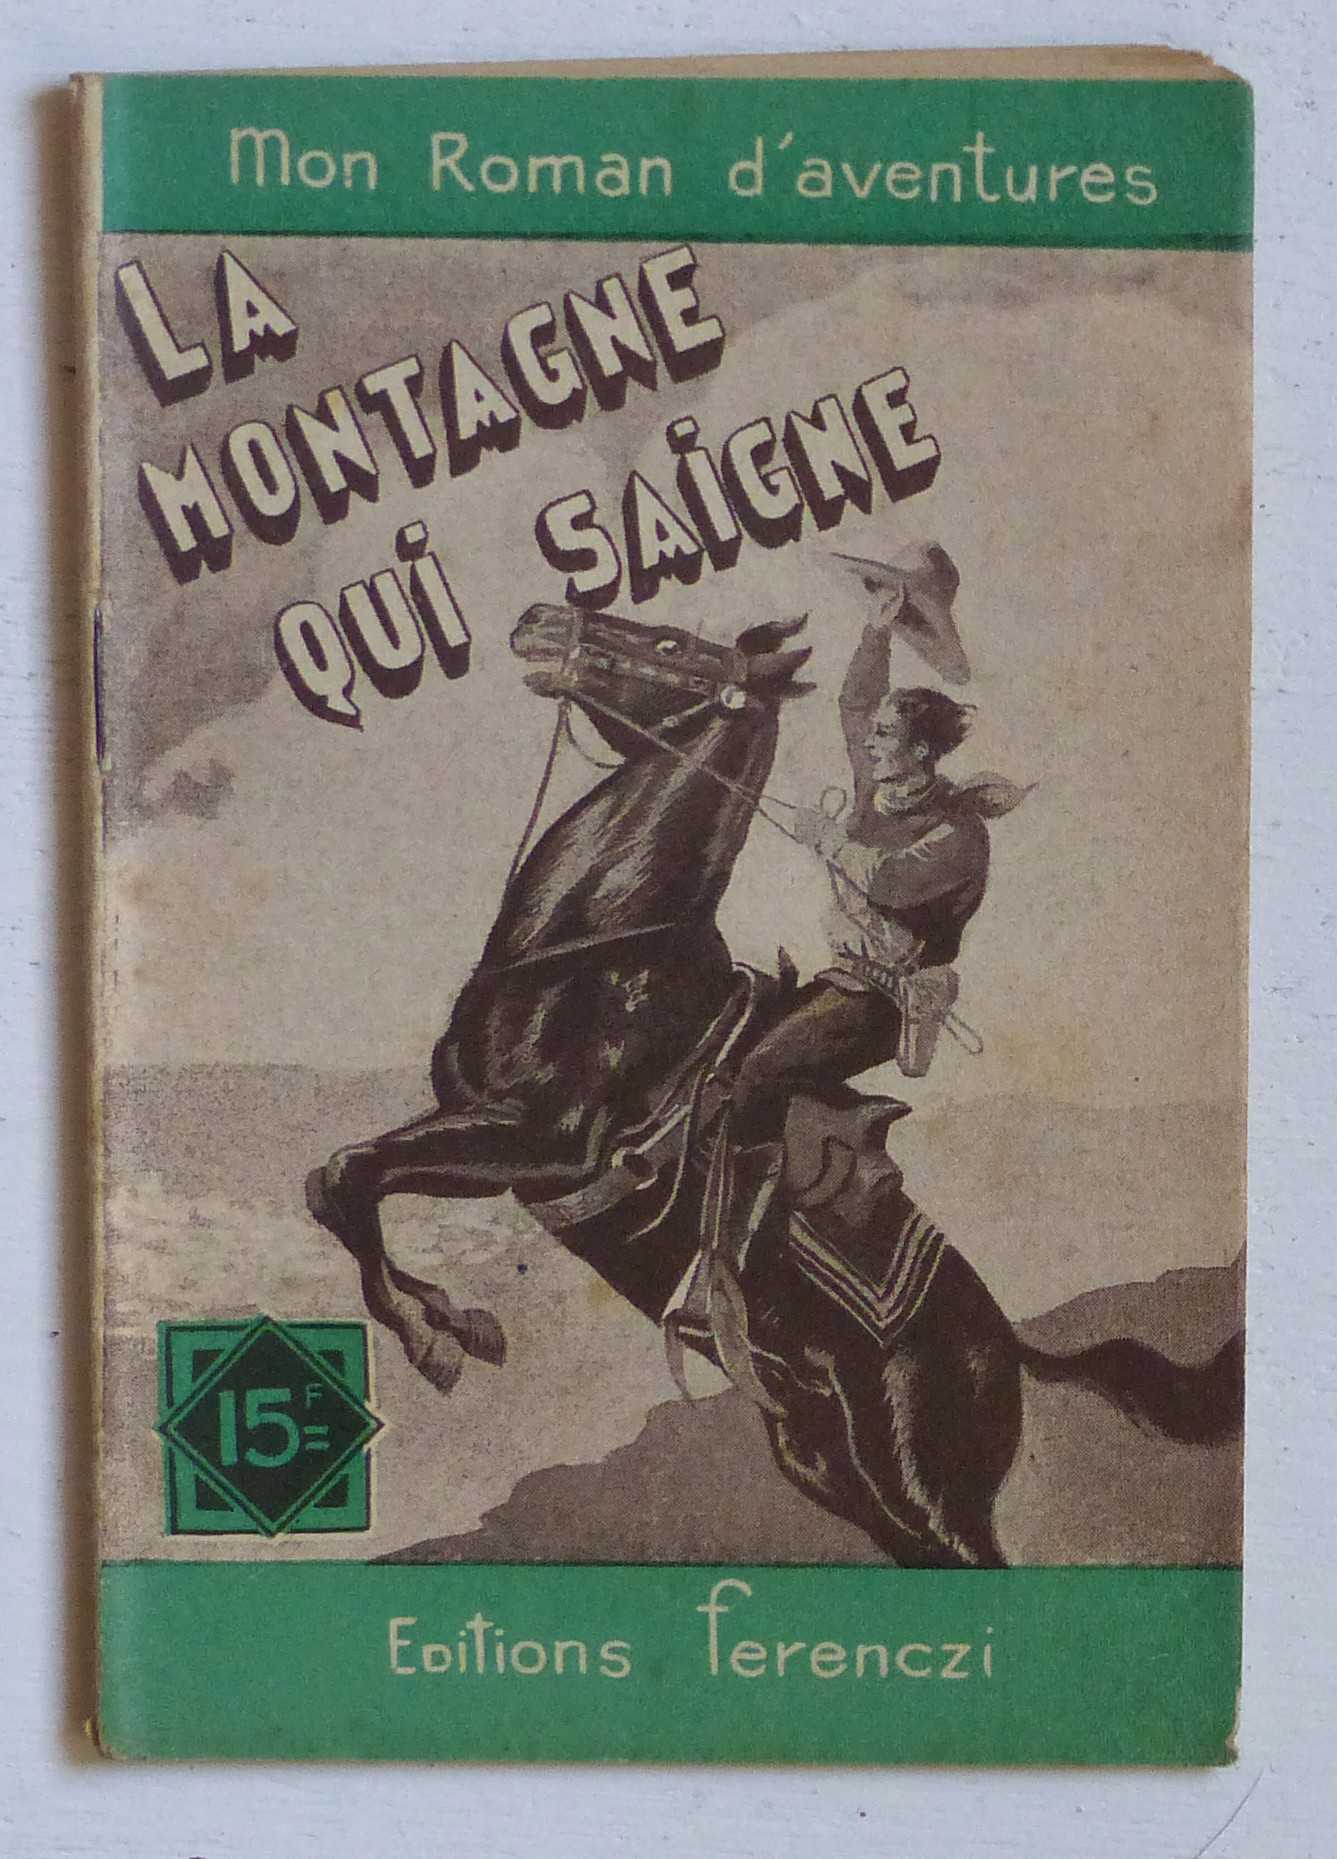 Mon Roman d'aventures
LA
MONTAGNE
QUI SAIGNE
15F=
Editions Ferenczi